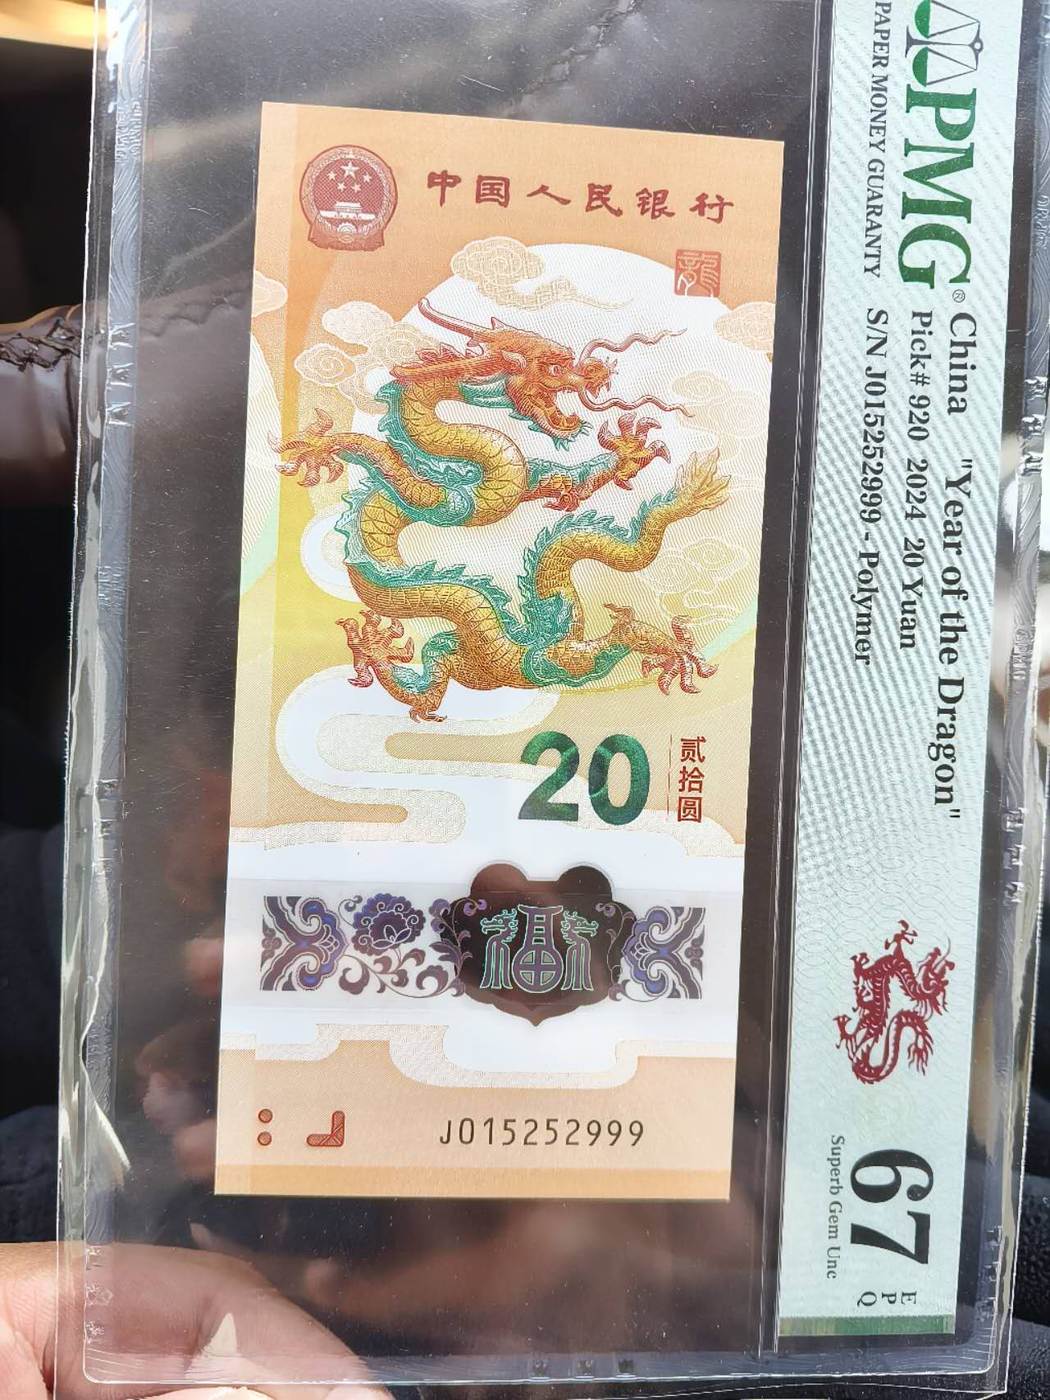 中国人民银行
龍
20
贰拾圆
福
J015252999
PMG®
PAPER MONEY GUARANTY
China "Year of the Dragon"
Pick# 920 2024 20 Yuan
S/N J015252999 - Polymer
67 EPQ
Superb Gem Unc